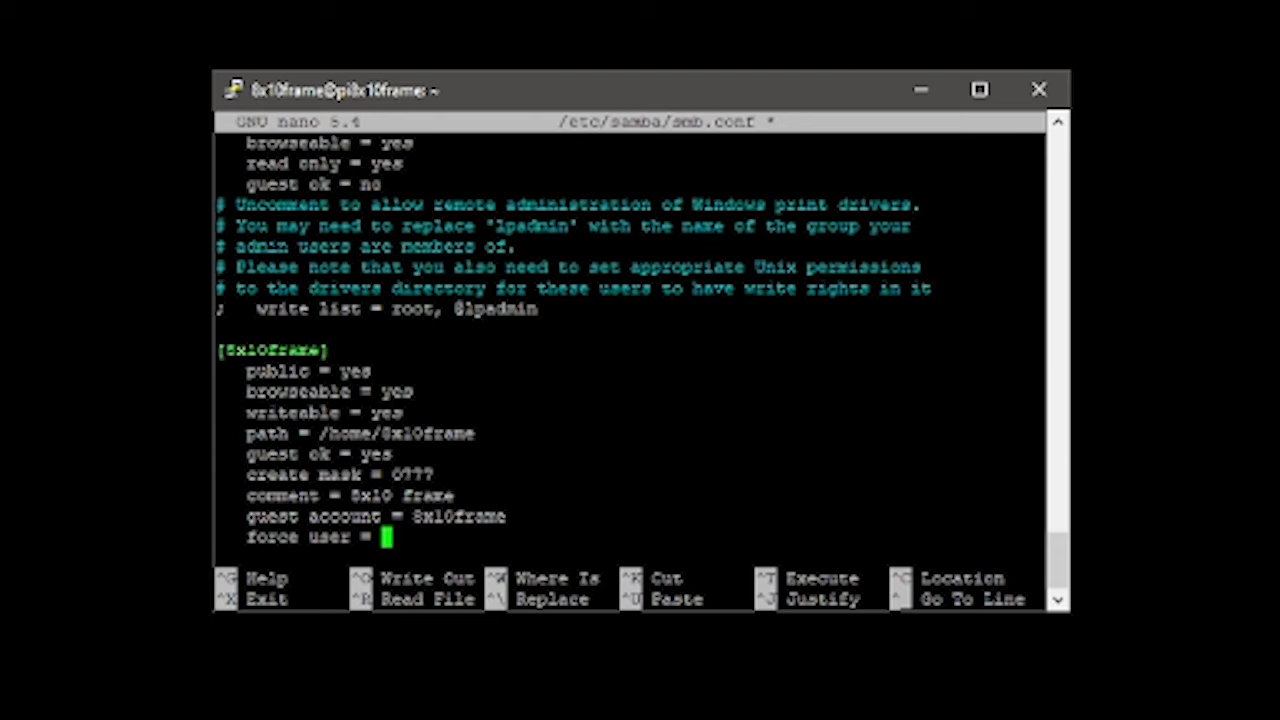 8x10frame@pi8x10frame: ~
GNU nano 5.4 /etc/samba/smb.conf *
browseable = yes
read only = yes
guest ok = no
# Uncomment to allow remote administration of Windows print drivers.
# You may need to replace 'lpadmin' with the name of the group your
# admin users are members of.
# Please note that you also need to set appropriate Unix permissions
# to the drivers directory for these users to have write rights in it
; write list = root, @lpadmin
[8x10frame]
public = yes
browseable = yes
writeable = yes
path = /home/8x10frame
guest ok = yes
create mask = 0777
comment = 8x10 frame
guest account = 8x10frame
force user =
^G Help ^O Write Out ^W Where Is ^K Cut ^T Execute ^C Location
^X Exit ^R Read File ^\ Replace ^U Paste ^J Justify ^_ Go To Line